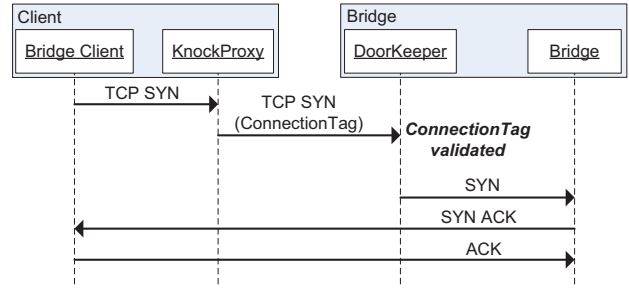 Client
Bridge
Bridge Client
KnockProxy
DoorKeeper
Bridge
TCP SYN
TCP SYN
(ConnectionTag)
ConnectionTag
validated
SYN
SYN ACK
ACK